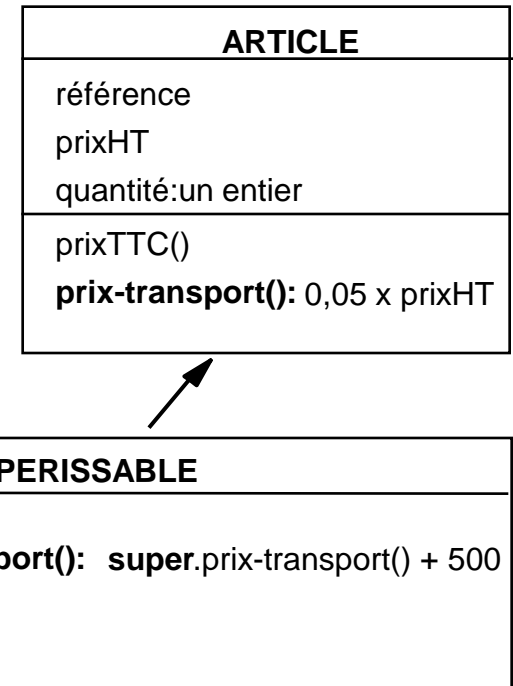 ARTICLE
référence
prixHT
quantité:un entier
prixTTC()
prix-transport(): 0,05 x prixHT
PERISSABLE
port(): super.prix-transport() + 500